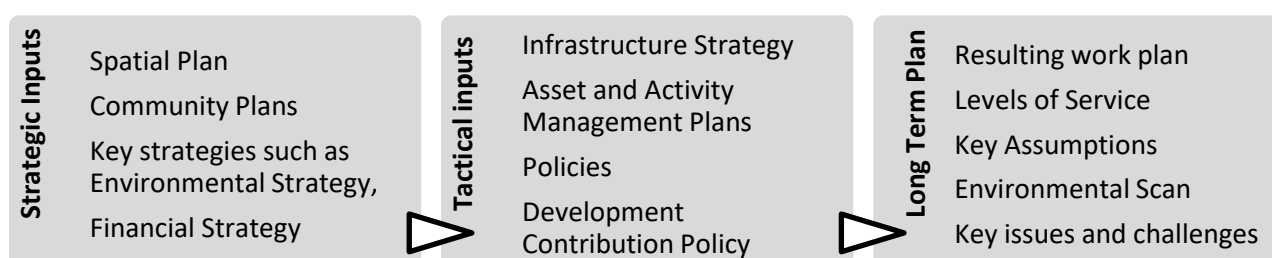 Strategic Inputs
Spatial Plan
Community Plans
Key strategies such as
Environmental Strategy,
Financial Strategy
Tactical inputs
Infrastructure Strategy
Asset and Activity
Management Plans
Policies
Development
Contribution Policy
Long Term Plan
Resulting work plan
Levels of Service
Key Assumptions
Environmental Scan
Key issues and challenges